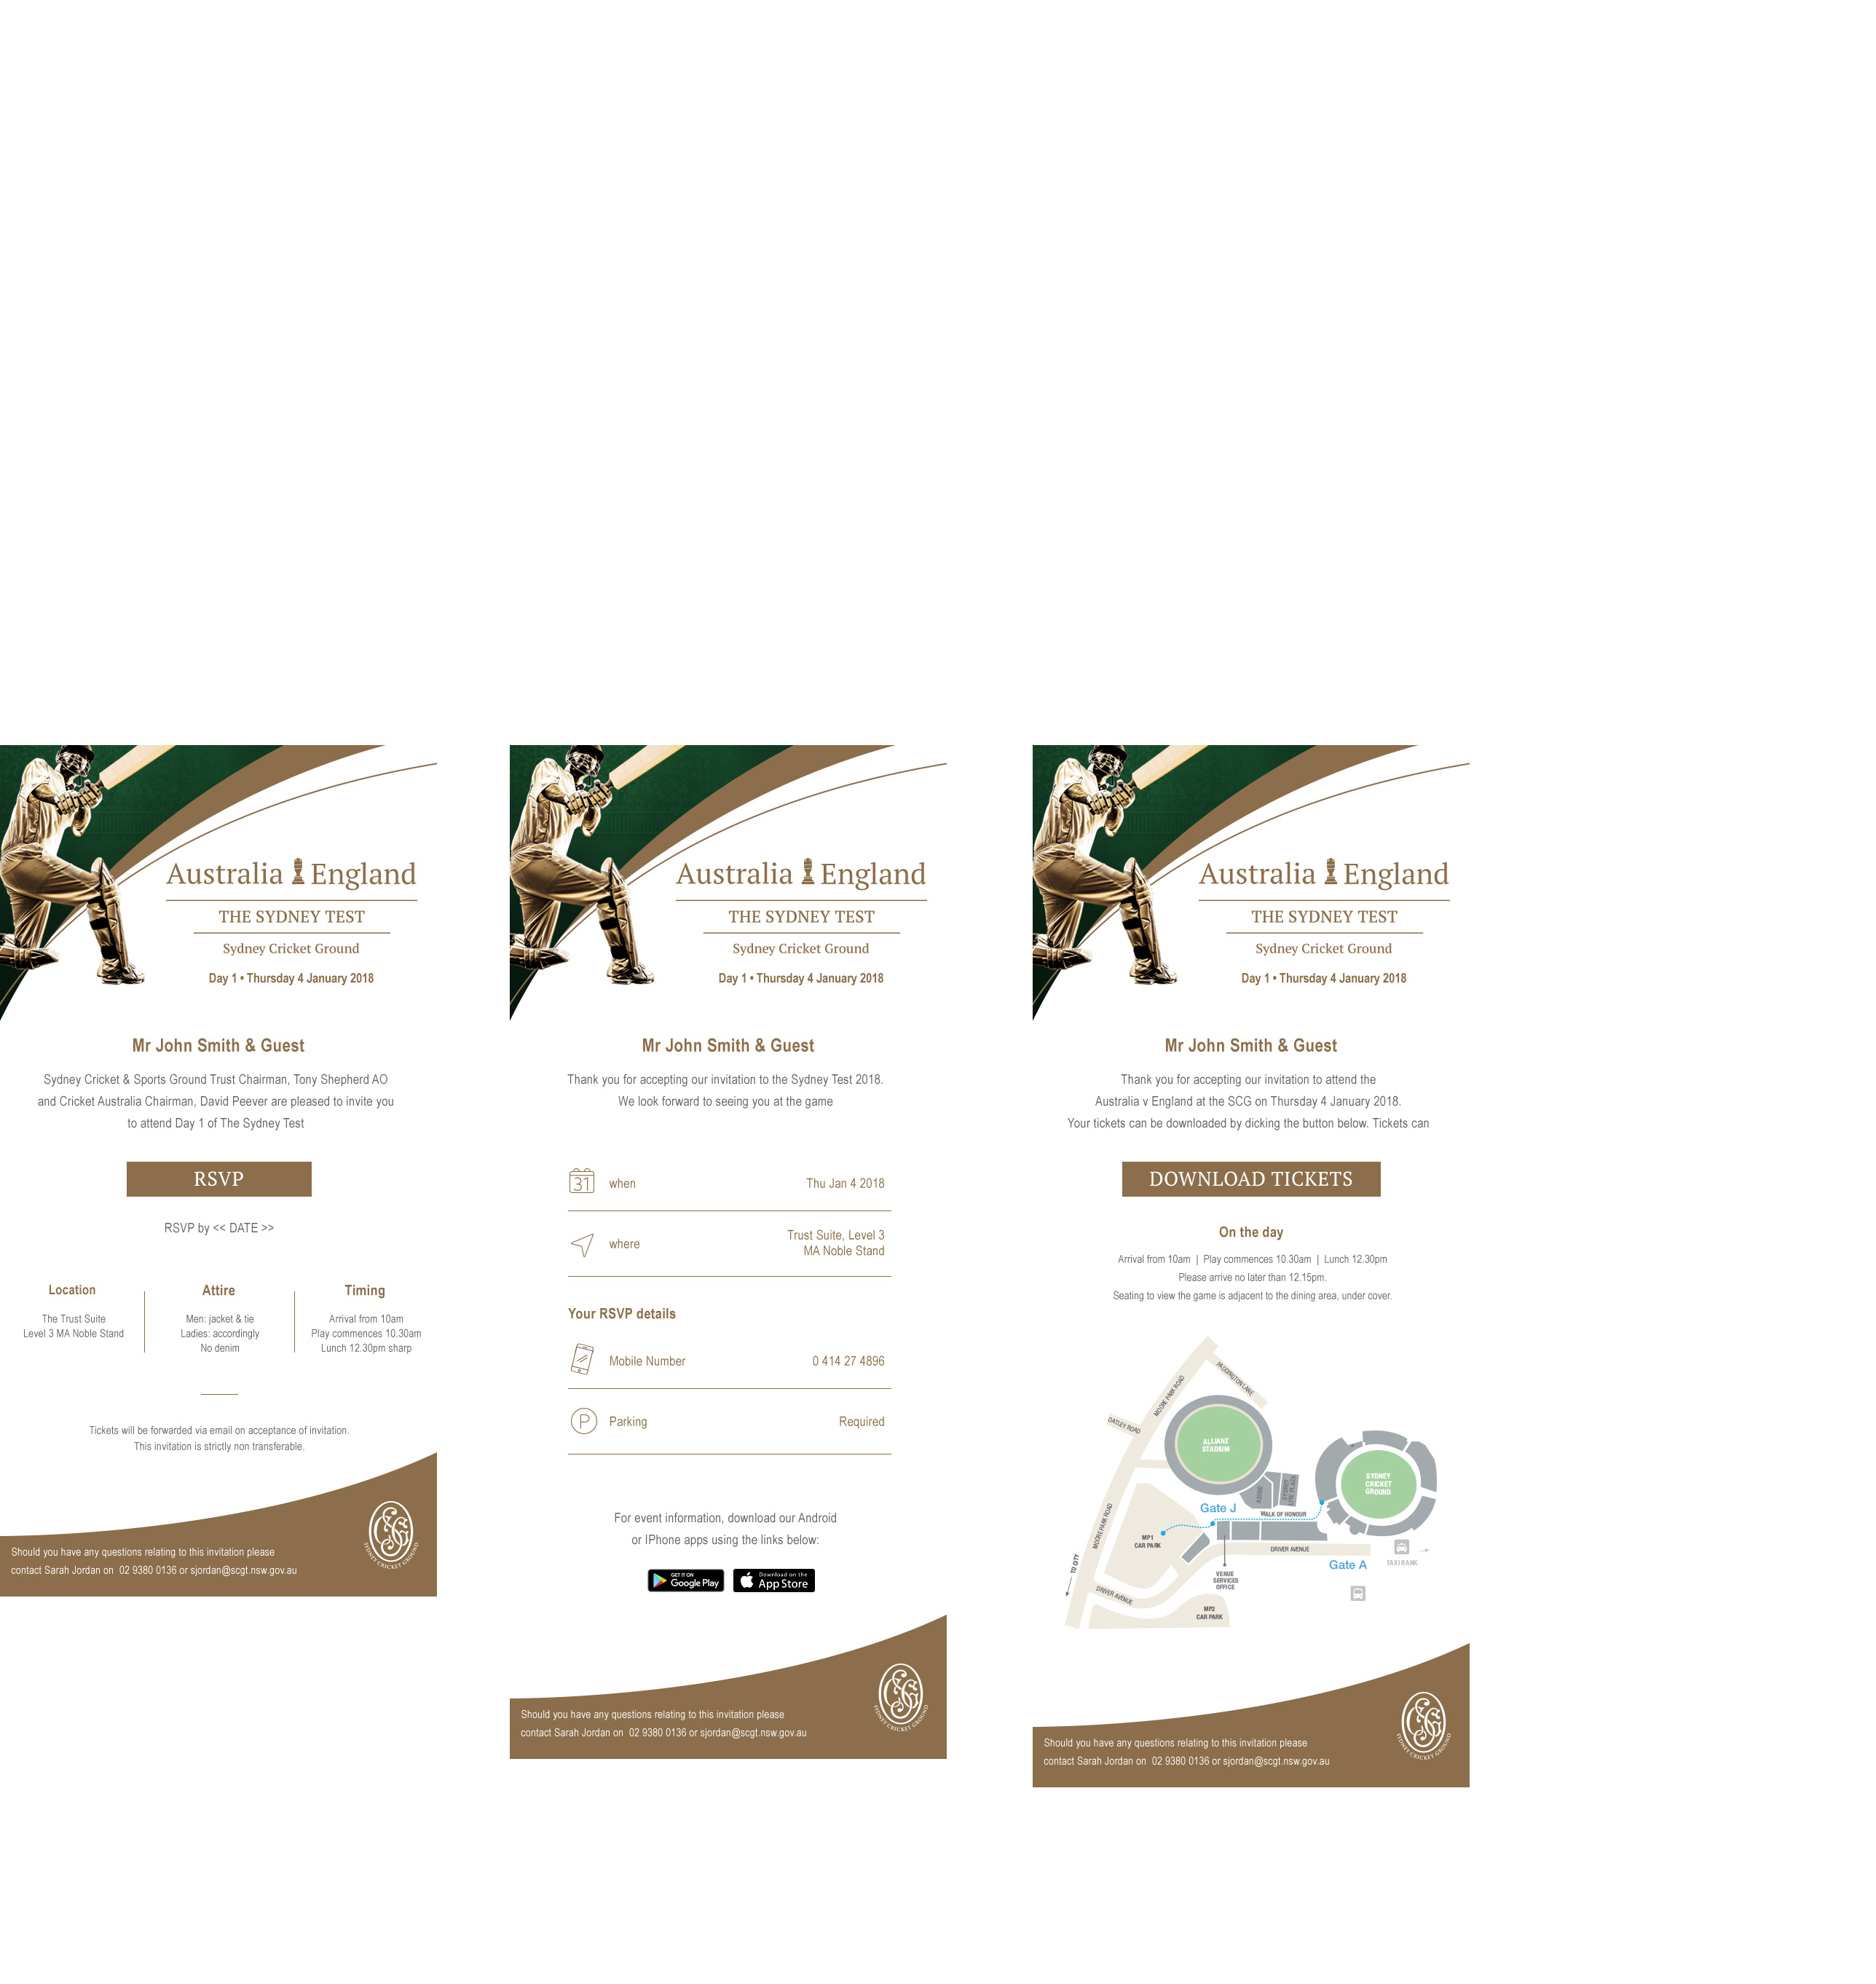 Australia England
THE SYDNEY TEST
Sydney Cricket Ground
Day 1 • Thursday 4 January 2018
Mr John Smith & Guest
Sydney Cricket & Sports Ground Trust Chairman, Tony Shepherd AO
and Cricket Australia Chairman, David Peever are pleased to invite you
to attend Day 1 of The Sydney Test
RSVP
RSVP by << DATE >>
Location
The Trust Suite
Level 3 MA Noble Stand
Attire
Men: jacket & tie
Ladies: accordingly
No denim
Timing
Arrival from 10am
Play commences 10.30am
Lunch 12.30pm sharp
Tickets will be forwarded via email on acceptance of invitation.
This invitation is strictly non transferable.
Should you have any questions relating to this invitation please
contact Sarah Jordan on 02 9380 0136 or sjordan@scgt.nsw.gov.au
SYDNEY CRICKET GROUND
Australia England
THE SYDNEY TEST
Sydney Cricket Ground
Day 1 • Thursday 4 January 2018
Mr John Smith & Guest
Thank you for accepting our invitation to the Sydney Test 2018.
We look forward to seeing you at the game
31 when Thu Jan 4 2018
where Trust Suite, Level 3
MA Noble Stand
Your RSVP details
Mobile Number 0 414 27 4896
P Parking Required
For event information, download our Android
or IPhone apps using the links below:
GET IT ON
Google Play
Download on the
App Store
Should you have any questions relating to this invitation please
contact Sarah Jordan on 02 9380 0136 or sjordan@scgt.nsw.gov.au
SYDNEY CRICKET GROUND
Australia England
THE SYDNEY TEST
Sydney Cricket Ground
Day 1 • Thursday 4 January 2018
Mr John Smith & Guest
Thank you for accepting our invitation to attend the
Australia v England at the SCG on Thursday 4 January 2018.
Your tickets can be downloaded by dicking the button below. Tickets can
DOWNLOAD TICKETS
On the day
Arrival from 10am | Play commences 10.30am | Lunch 12.30pm
Please arrive no later than 12.15pm.
Seating to view the game is adjacent to the dining area, under cover.
PADDINGTON LANE
MOORE PARK ROAD
OATLEY ROAD
ALLIANZ
STADIUM
SYDNEY
CRICKET
GROUND
AZURE
Gate J
WALK OF HONOUR
MOORE PARK ROAD
MP1
CAR PARK
DRIVER AVENUE
Gate A
TAXI RANK
TO CITY
VENUE
SERVICES
OFFICE
DRIVER AVENUE
MP2
CAR PARK
Should you have any questions relating to this invitation please
contact Sarah Jordan on 02 9380 0136 or sjordan@scgt.nsw.gov.au
SYDNEY CRICKET GROUND